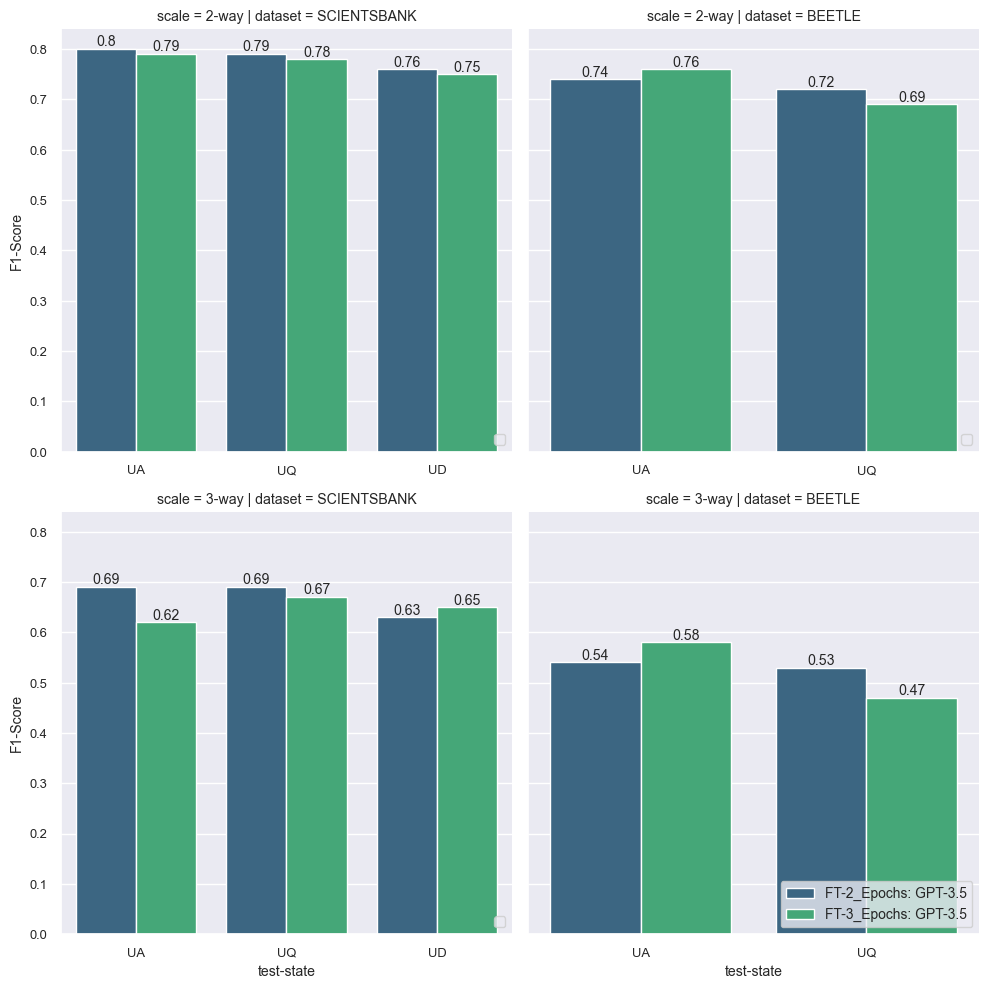 scale = 2-way | dataset = SCIENTSBANK
scale = 2-way | dataset = BEETLE
F1-Score
0.8
0.7
0.6
0.5
0.4
0.3
0.2
0.1
0.0
0.8
0.79
0.79
0.78
0.76
0.75
0.74
0.76
0.72
0.69
UA
UQ
UD
UA
UQ
scale = 3-way | dataset = SCIENTSBANK
scale = 3-way | dataset = BEETLE
F1-Score
0.8
0.7
0.6
0.5
0.4
0.3
0.2
0.1
0.0
0.69
0.62
0.69
0.67
0.63
0.65
0.54
0.58
0.53
0.47
FT-2_Epochs: GPT-3.5
FT-3_Epochs: GPT-3.5
UA
UQ
UD
UA
UQ
test-state
test-state